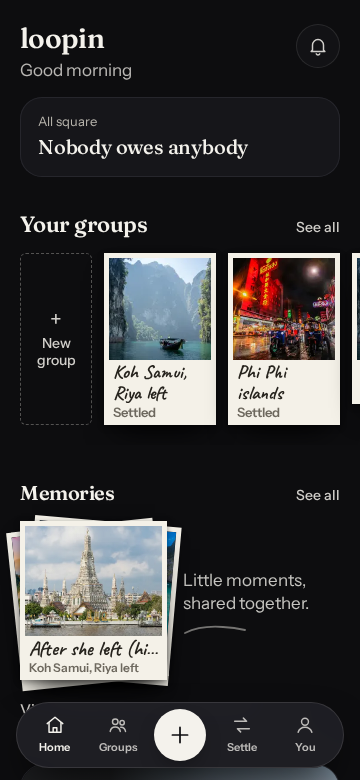 loopin
Good morning
All square
Nobody owes anybody
Your groups
See all
+
New
group
Koh Samui,
Riya left
Settled
Phi Phi
islands
Settled
Memories
See all
After she left (hi...
Koh Samui, Riya left
Little moments,
shared together.
Home
Groups
+
Settle
You